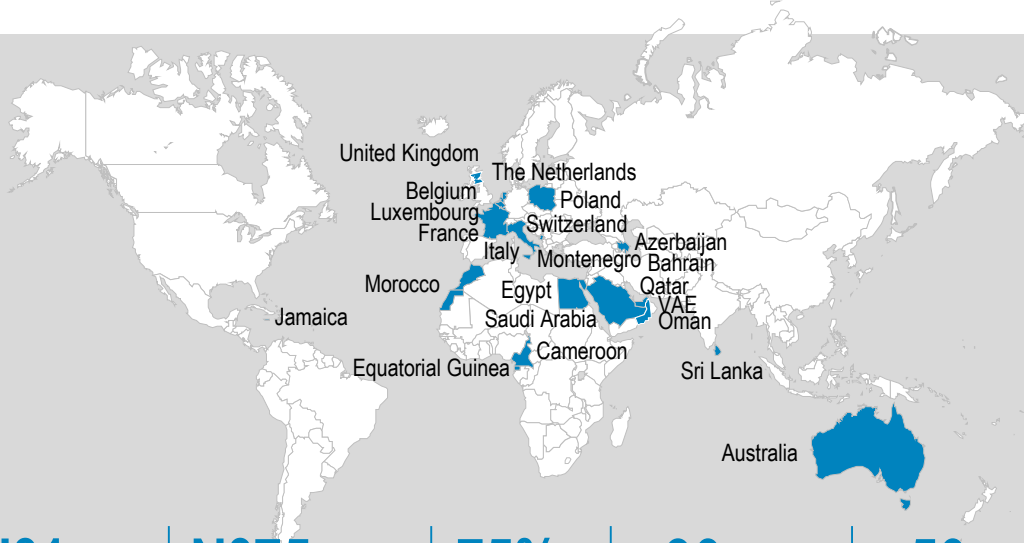 United Kingdom
The Netherlands
Belgium
Poland
Luxembourg
Switzerland
France
Azerbaijan
Italy
Montenegro
Bahrain
Morocco
Egypt
Qatar
VAE
Jamaica
Saudi Arabia
Oman
Cameroon
Equatorial Guinea
Sri Lanka
Australia
75%